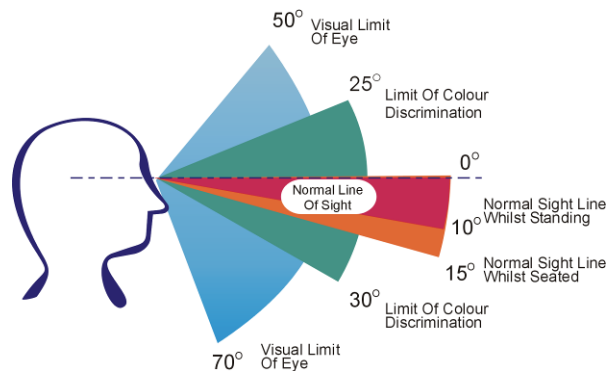 50° Visual Limit
Of Eye
25° Limit Of Colour
Discrimination
0°
Normal Line
Of Sight
10° Normal Sight Line
Whilst Standing
15° Normal Sight Line
Whilst Seated
30° Limit Of Colour
Discrimination
70° Visual Limit
Of Eye